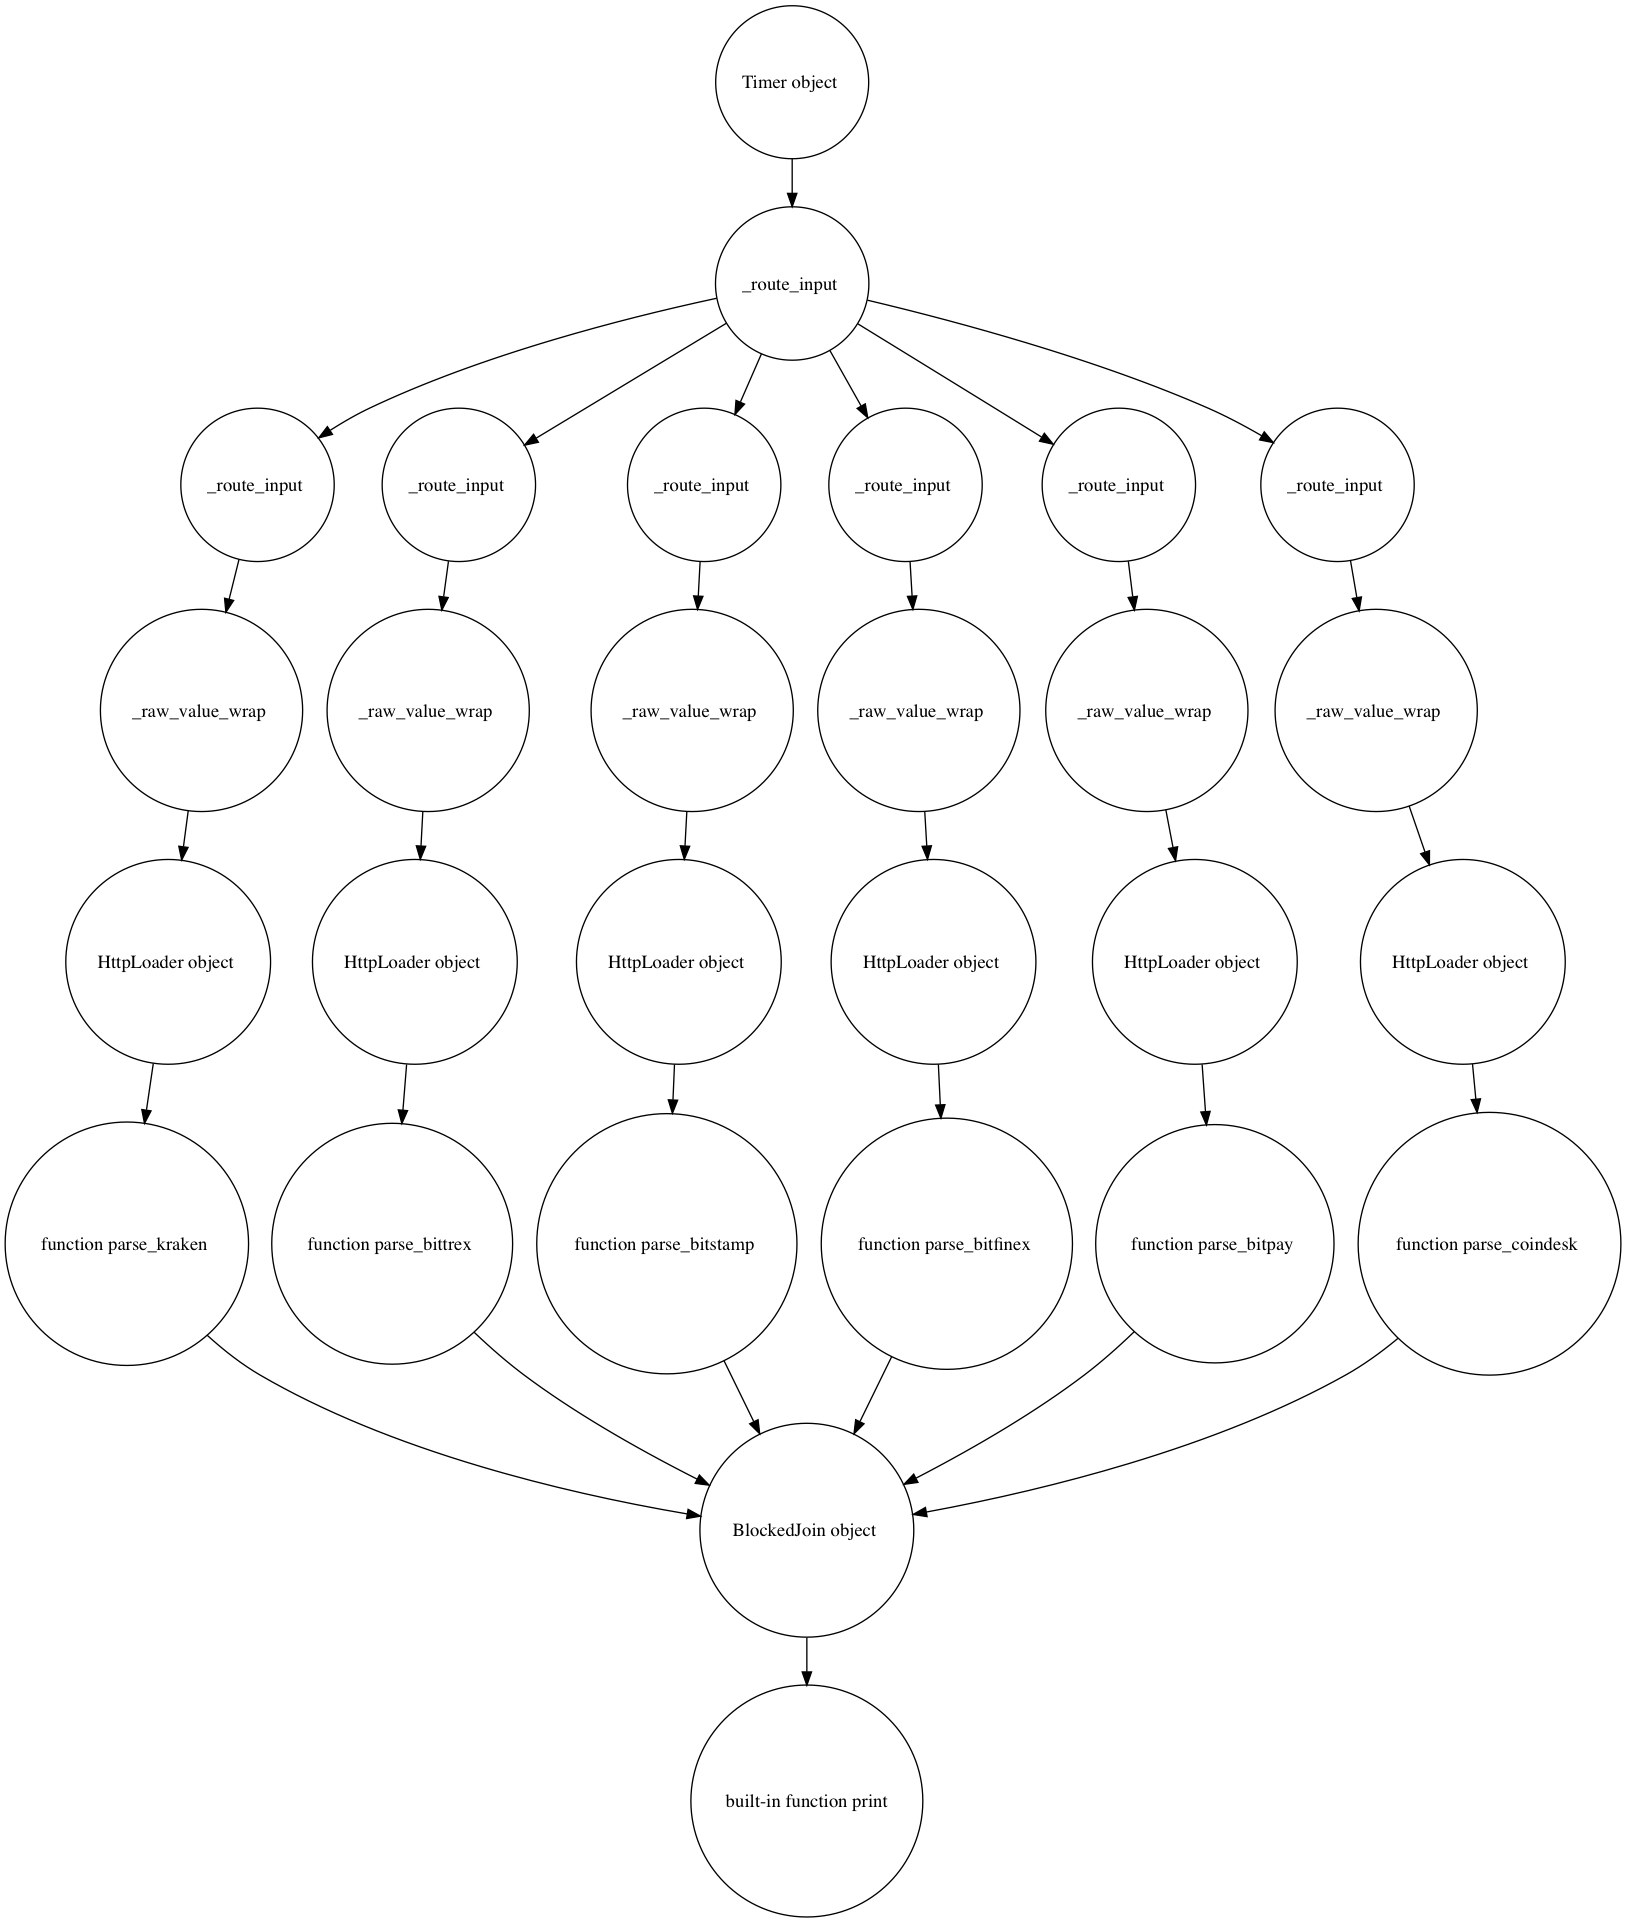 Timer object
_route_input
_route_input
_route_input
_route_input
_route_input
_route_input
_route_input
_raw_value_wrap
_raw_value_wrap
_raw_value_wrap
_raw_value_wrap
_raw_value_wrap
_raw_value_wrap
HttpLoader object
HttpLoader object
HttpLoader object
HttpLoader object
HttpLoader object
HttpLoader object
function parse_kraken
function parse_bittrex
function parse_bitstamp
function parse_bitfinex
function parse_bitpay
function parse_coindesk
BlockedJoin object
built-in function print